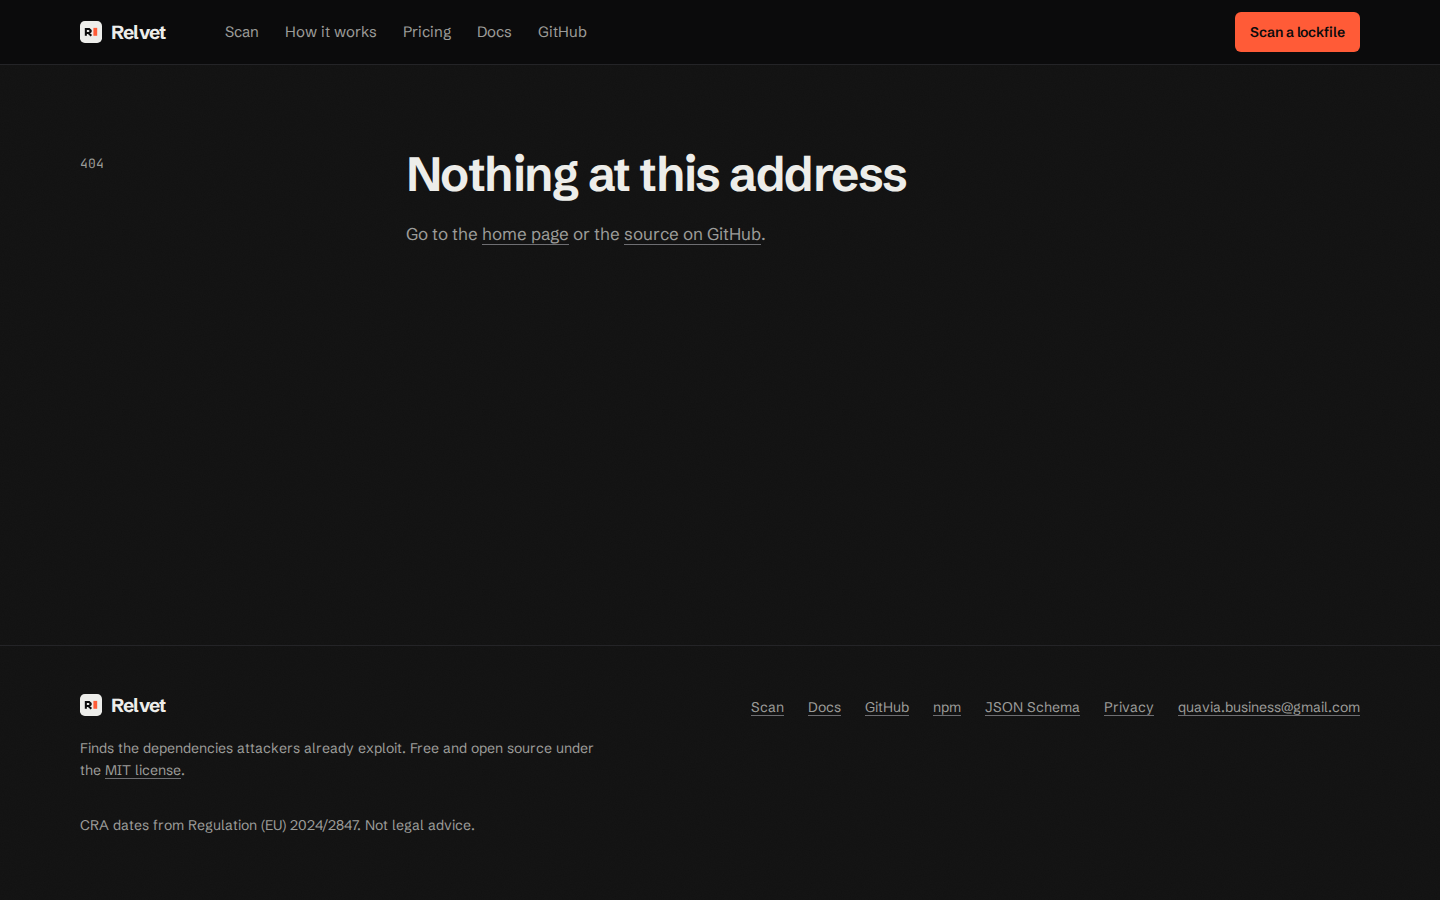 Relvet Scan How it works Pricing Docs GitHub Scan a lockfile
404
Nothing at this address
Go to the home page or the source on GitHub.
Relvet
Scan Docs GitHub npm JSON Schema Privacy quavia.business@gmail.com
Finds the dependencies attackers already exploit. Free and open source under
the MIT license.
CRA dates from Regulation (EU) 2024/2847. Not legal advice.